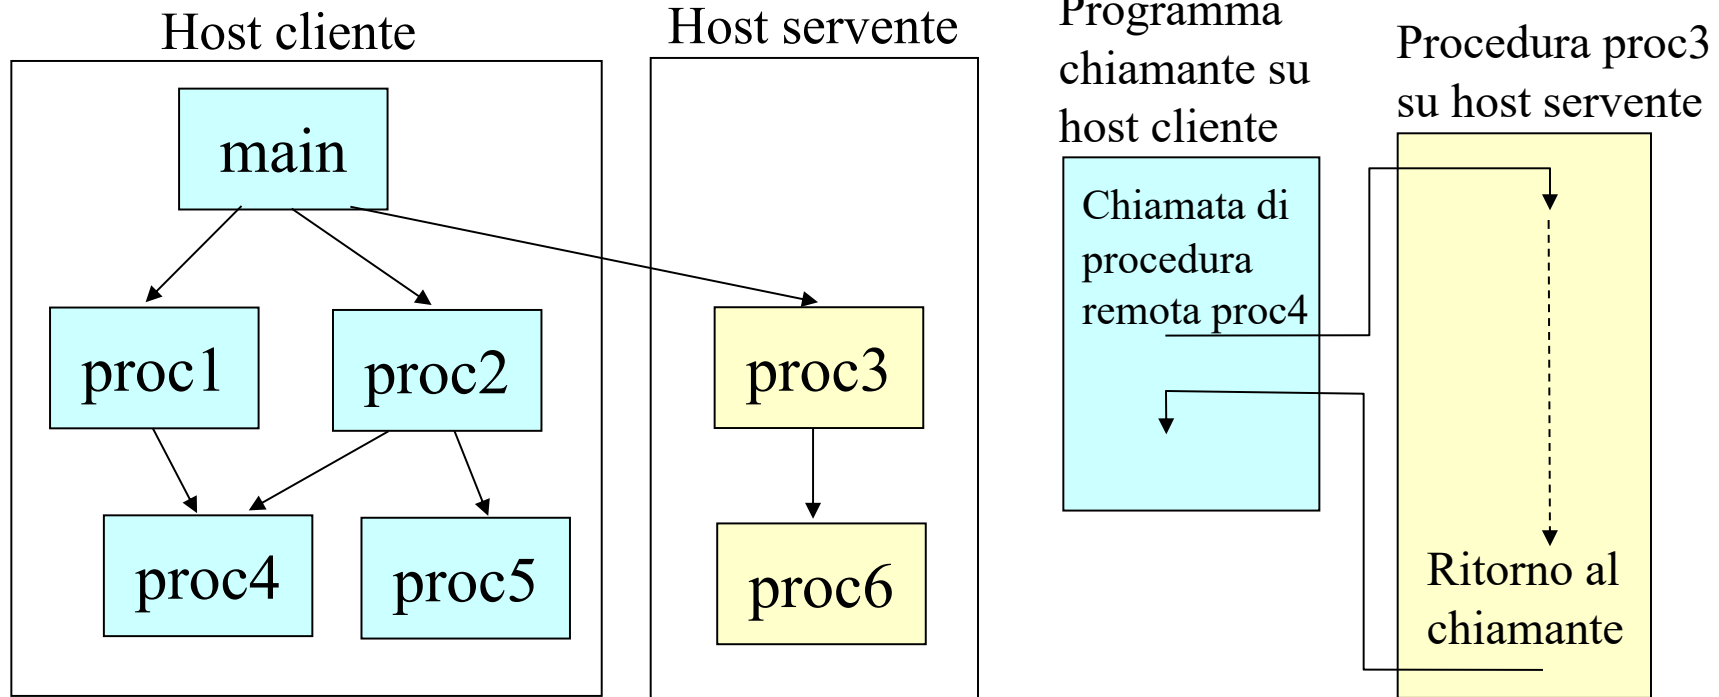 Host cliente
main
proc1
proc2
proc4
proc5
Host servente
proc3
proc6
Programma
chiamante su
host cliente
Chiamata di
procedura
remota proc4
Procedura proc3
su host servente
Ritorno al
chiamante